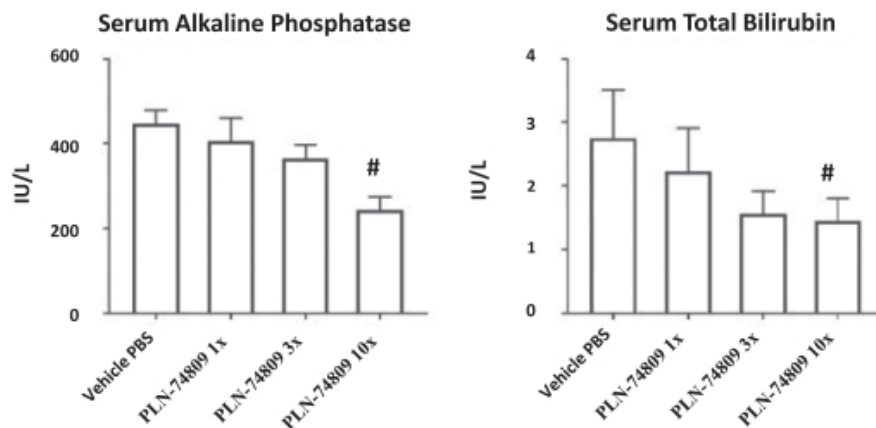 Serum Alkaline Phosphatase
600
400
200
0
IU/L
#
Vehicle PBS
PLN-74809 1x
PLN-74809 3x
PLN-74809 10x
Serum Total Bilirubin
4
3
2
1
0
IU/L
#
Vehicle PBS
PLN-74809 1x
PLN-74809 3x
PLN-74809 10x